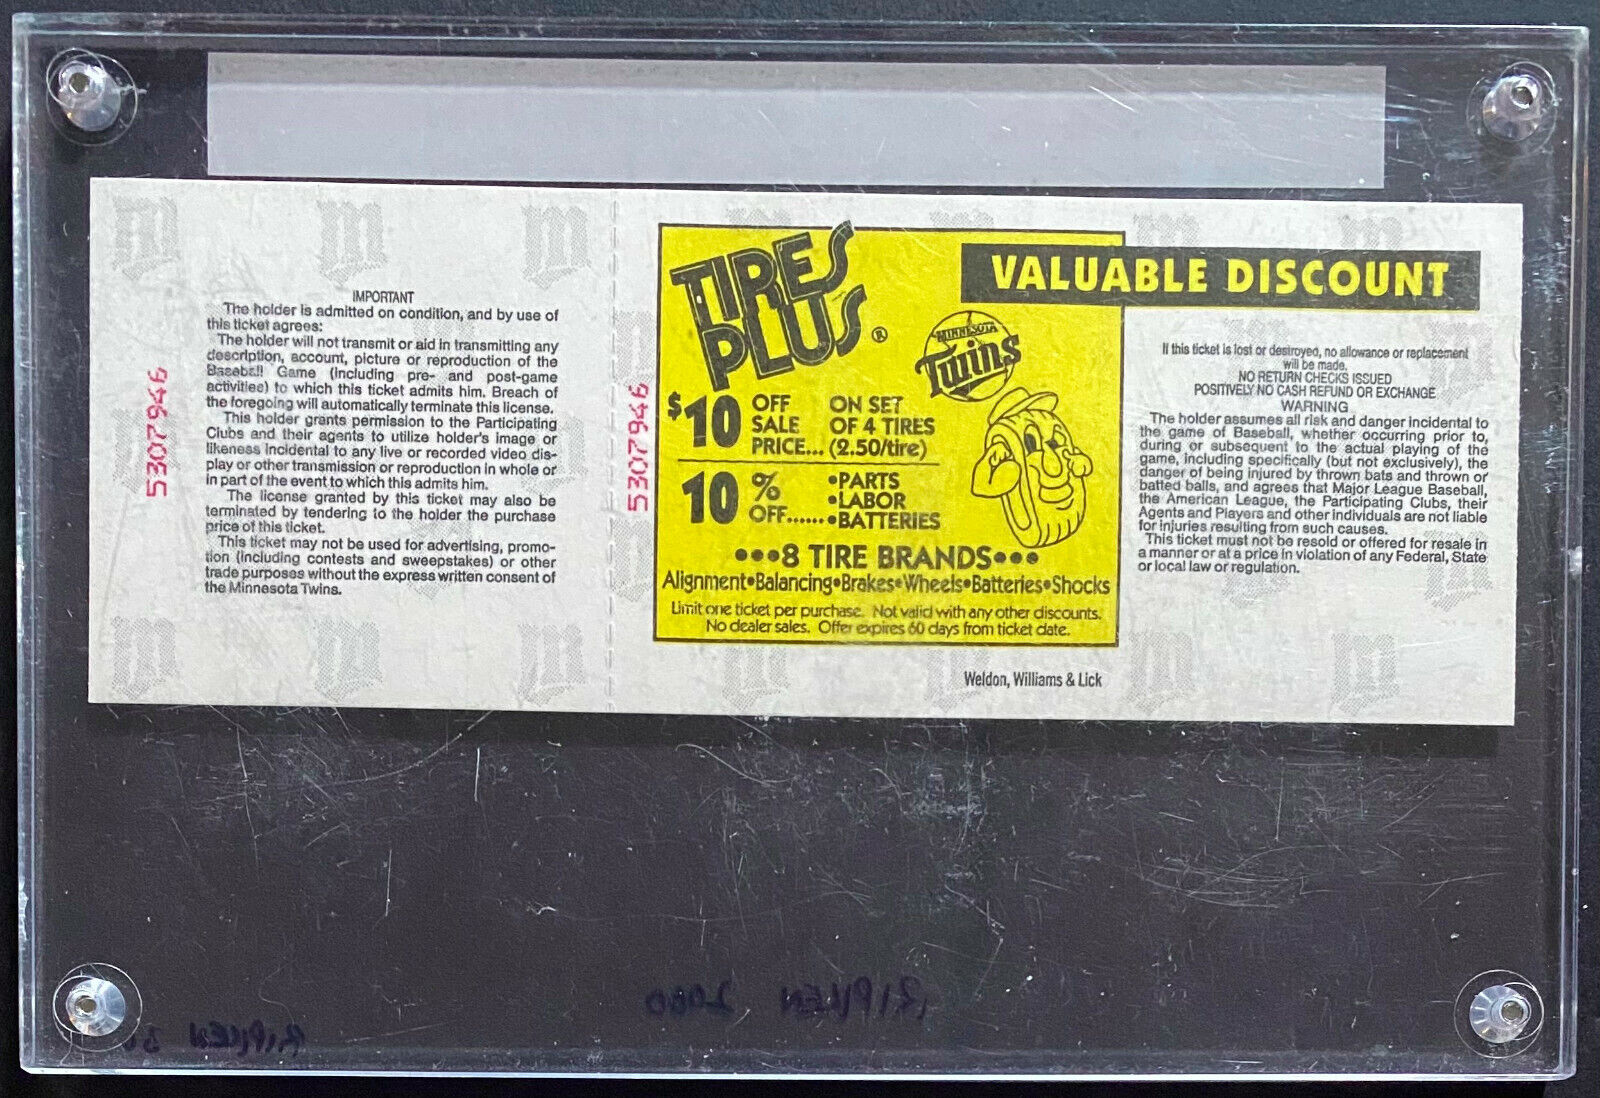 IMPORTANT
The holder is admitted on condition, and by use of
this ticket agrees:
The holder will not transmit or aid in transmitting any
description, account, picture or reproduction of the
Baseball Game (including pre- and post-game
activities) to which this ticket admits him. Breach of
the foregoing will automatically terminate this license.
This holder grants permission to the Participating
Clubs and their agents to utilize holder's image or
likeness incidental to any live or recorded video dis-
play or other transmission or reproduction in whole or
in part of the event to which this admits him.
The license granted by this ticket may also be
terminated by tendering to the holder the purchase
price of this ticket.
This ticket may not be used for advertising, promo-
tion (including contests and sweepstakes) or other
trade purposes without the express written consent of
the Minnesota Twins.
5307946
5307946
TIRES
PLUS®
VALUABLE DISCOUNT
MINNESOTA
Twins
$10 OFF SALE PRICE... ON SET OF 4 TIRES (2.50/tire)
10 % OFF...... •PARTS •LABOR •BATTERIES
•••8 TIRE BRANDS•••
Alignment•Balancing•Brakes•Wheels•Batteries•Shocks
Limit one ticket per purchase. Not valid with any other discounts.
No dealer sales. Offer expires 60 days from ticket date.
Weldon, Williams & Lick
If this ticket is lost or destroyed, no allowance or replacement
will be made.
NO RETURN CHECKS ISSUED
POSITIVELY NO CASH REFUND OR EXCHANGE
WARNING
The holder assumes all risk and danger incidental to
the game of Baseball, whether occurring prior to,
during or subsequent to the actual playing of the
game, including specifically (but not exclusively), the
danger of being injured by thrown bats and thrown or
batted balls, and agrees that Major League Baseball,
the American League, the Participating Clubs, their
Agents and Players and other individuals are not liable
for injuries resulting from such causes.
This ticket must not be resold or offered for resale in
a manner or at a price in violation of any Federal, State
or local law or regulation.